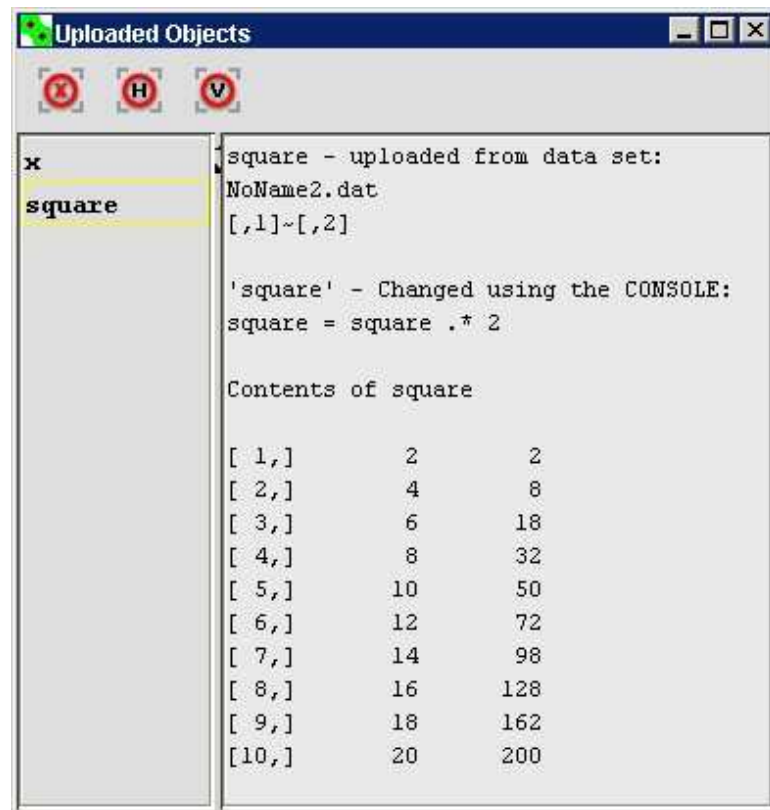 Uploaded Objects
X H V
x
square
square - uploaded from data set:
NoName2.dat
[,1]~[,2]
'square' - Changed using the CONSOLE:
square = square .* 2
Contents of square
[ 1,] 2 2
[ 2,] 4 8
[ 3,] 6 18
[ 4,] 8 32
[ 5,] 10 50
[ 6,] 12 72
[ 7,] 14 98
[ 8,] 16 128
[ 9,] 18 162
[10,] 20 200